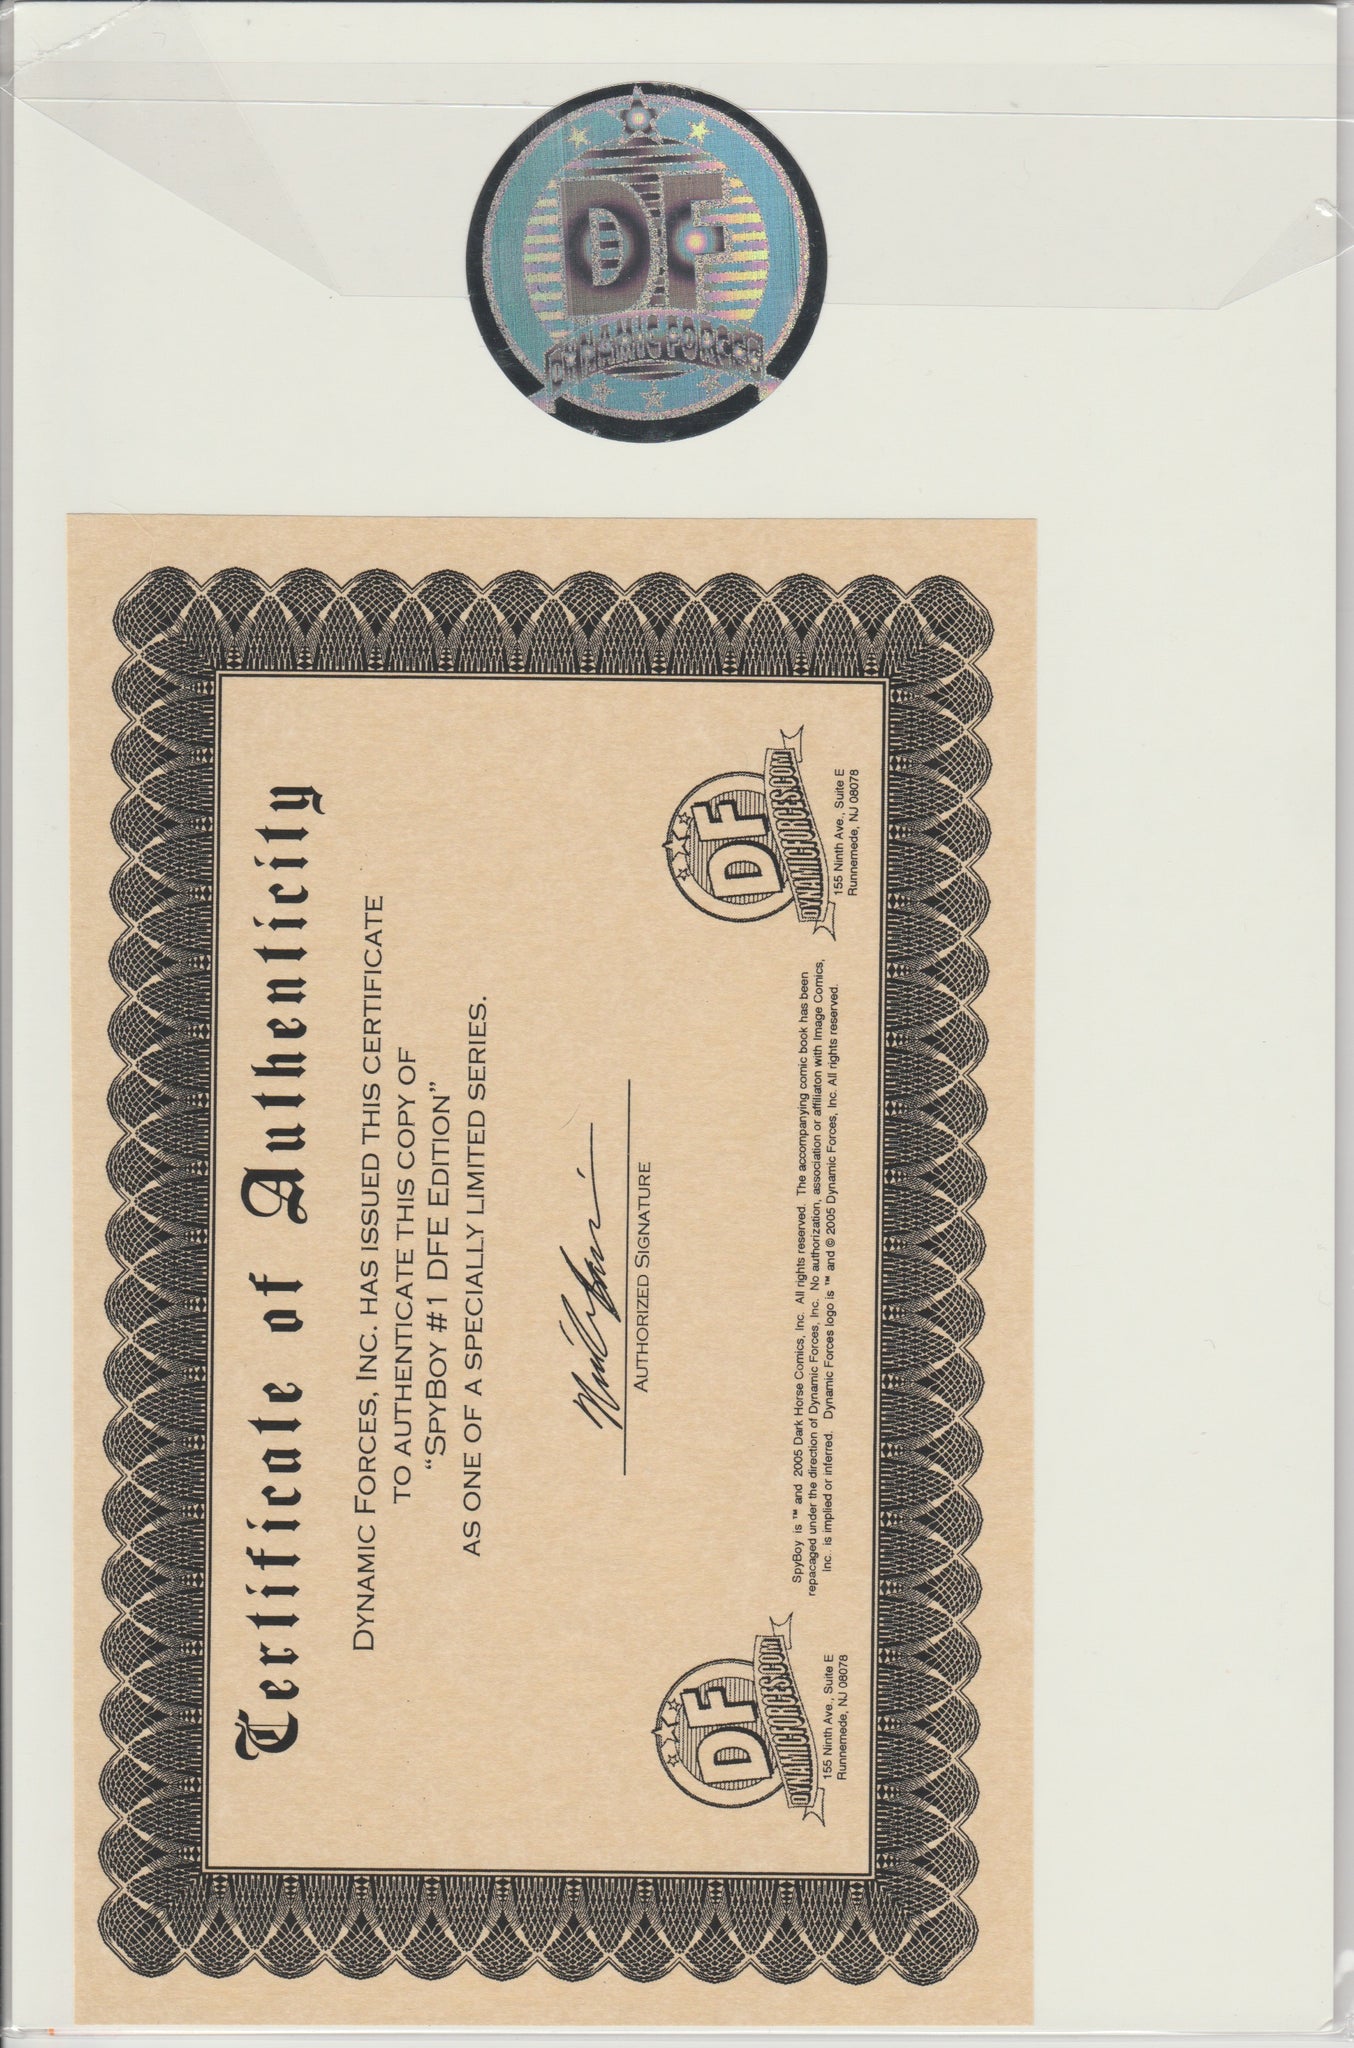 DF
DYNAMIC FORCES
Certificate of Authenticity
DYNAMIC FORCES, INC. HAS ISSUED THIS CERTIFICATE
TO AUTHENTICATE THIS COPY OF
“SPYBOY #1 DFE EDITION”
AS ONE OF A SPECIALLY LIMITED SERIES.
AUTHORIZED SIGNATURE
DF
DYNAMICFORCES.COM
155 Ninth Ave., Suite E
Runnemede, NJ 08078
SpyBoy is ™ and 2005 Dark Horse Comics, Inc. All rights reserved. The accompanying comic book has been
repacaged under the direction of Dynamic Forces, Inc. No authorization, association or affiliaton with Image Comics,
Inc. is implied or inferred. Dynamic Forces logo is ™ and © 2005 Dynamic Forces, Inc. All rights reserved.
DF
DYNAMICFORCES.COM
155 Ninth Ave., Suite E
Runnemede, NJ 08078